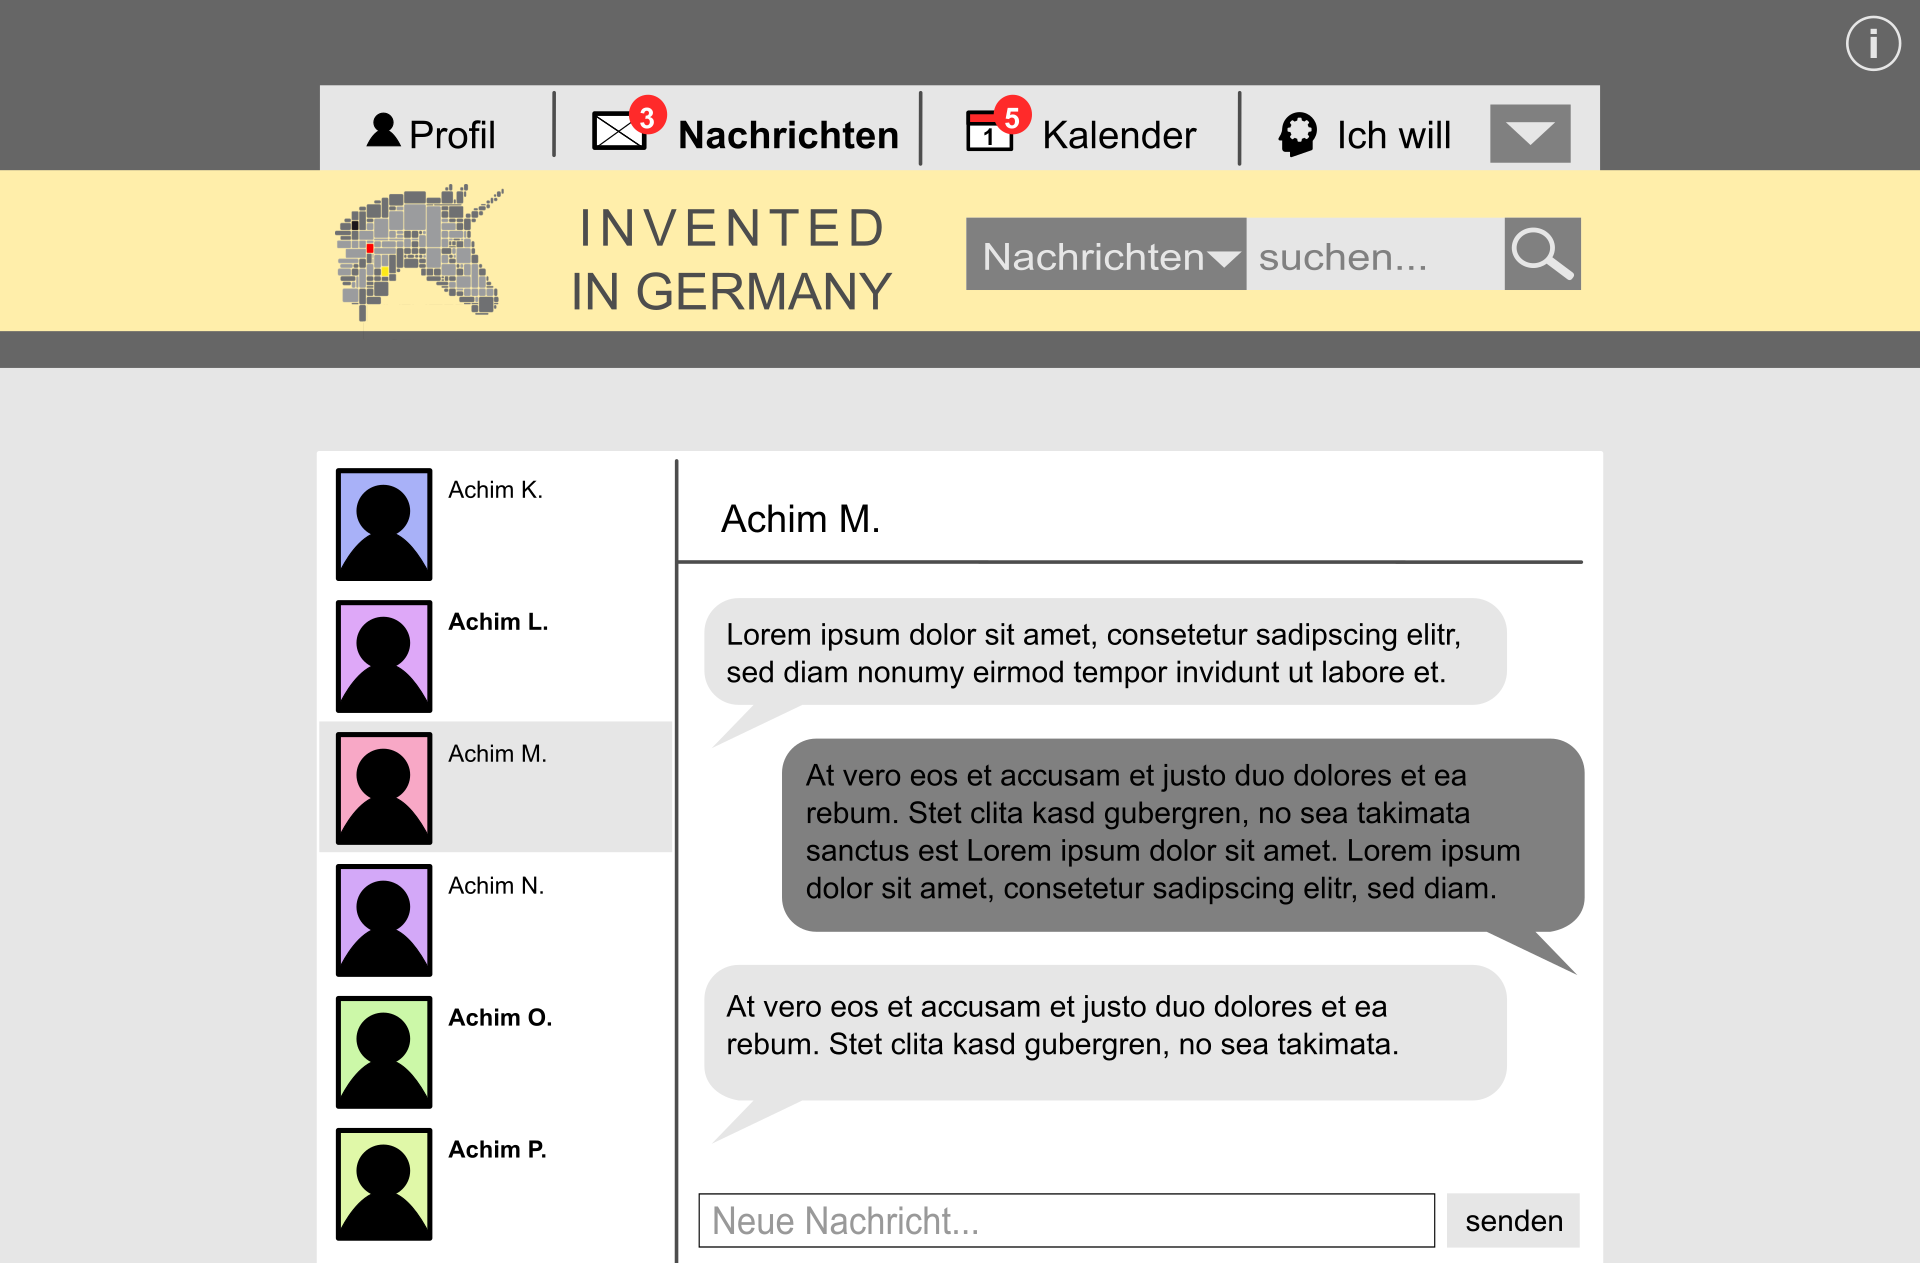 i
Profil
3
Nachrichten
1
5
Kalender
Ich will
INVENTED
IN GERMANY
Nachrichten
suchen...
Achim K.
Achim L.
Achim M.
Achim N.
Achim O.
Achim P.
Achim M.
Lorem ipsum dolor sit amet, consetetur sadipscing elitr,
sed diam nonumy eirmod tempor invidunt ut labore et.
At vero eos et accusam et justo duo dolores et ea
rebum. Stet clita kasd gubergren, no sea takimata
sanctus est Lorem ipsum dolor sit amet. Lorem ipsum
dolor sit amet, consetetur sadipscing elitr, sed diam.
At vero eos et accusam et justo duo dolores et ea
rebum. Stet clita kasd gubergren, no sea takimata.
Neue Nachricht...
senden